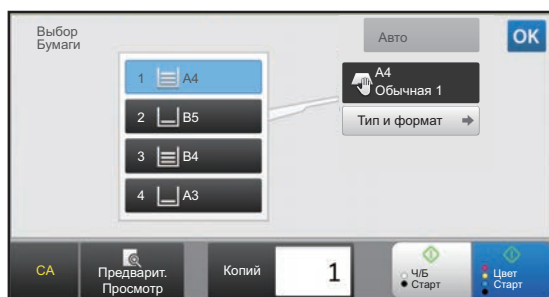 Выбор
Бумаги
Авто
OK
1 A4
2 B5
3 B4
4 A3
A4
Обычная 1
Тип и формат
CA
Предварит.
Просмотр
Копий
1
Ч/Б
Старт
Цвет
Старт